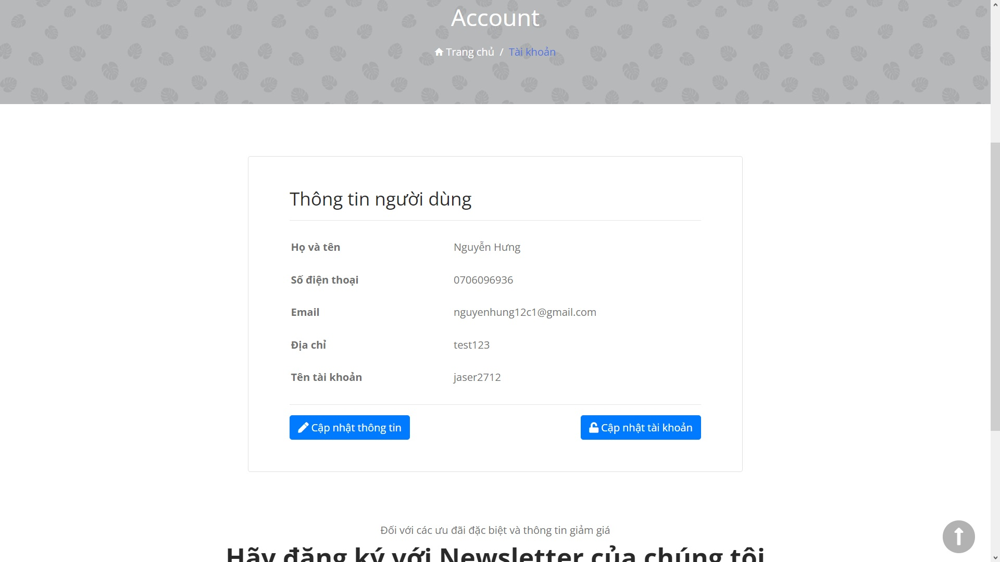 Account
Trang chủ / Tài khoản
Thông tin người dùng
Họ và tên Nguyễn Hưng
Số điện thoại 0706096936
Email nguyenhung12c1@gmail.com
Địa chỉ test123
Tên tài khoản jaser2712
Cập nhật thông tin Cập nhật tài khoản
Đối với các ưu đãi đặc biệt và thông tin giảm giá
Hãy đăng ký với Newsletter của chúng tôi